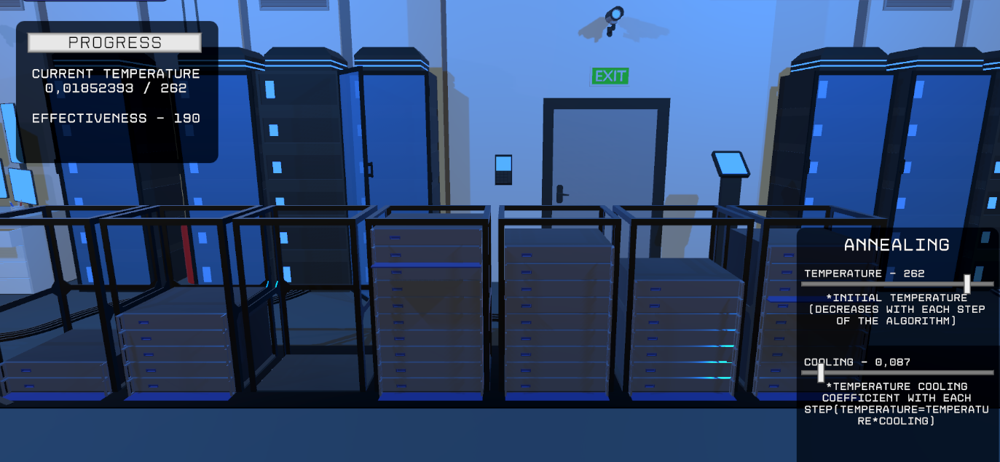 PROGRESS
CURRENT TEMPERATURE
0,01852393 / 262
EFFECTIVENESS - 190
EXIT
ANNEALING
TEMPERATURE - 262
*INITIAL TEMPERATURE
(DECREASES WITH EACH STEP
OF THE ALGORITHM)
COOLING - 0,087
*TEMPERATURE COOLING
COEFFICIENT WITH EACH
STEP(TEMPERATURE=TEMPERATU
RE*COOLING)